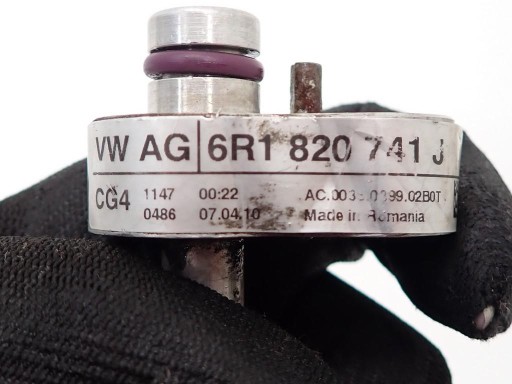 VW AG 6R1 820 741 J
CG4 1147 00:22
0486 07.04.10 Made in Romania